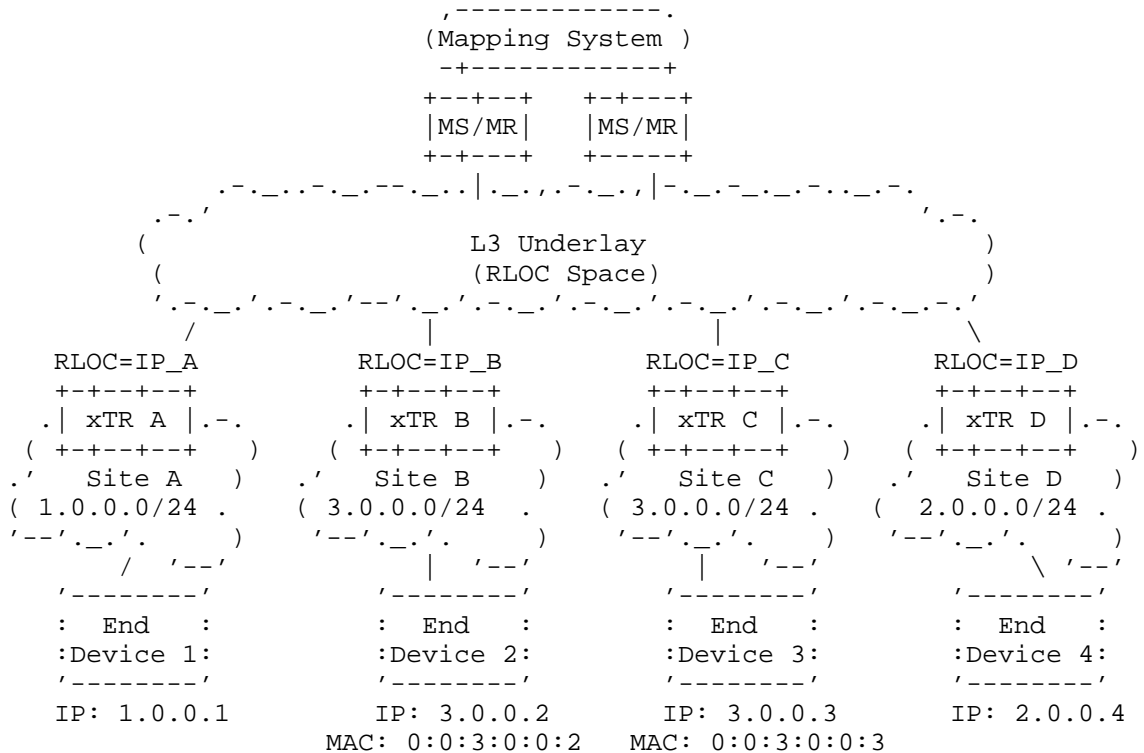 (Mapping System )
|MS/MR| |MS/MR|
L3 Underlay
(RLOC Space)
RLOC=IP_A RLOC=IP_B RLOC=IP_C RLOC=IP_D
xTR A xTR B xTR C xTR D
Site A Site B Site C Site D
1.0.0.0/24 3.0.0.0/24 3.0.0.0/24 2.0.0.0/24
: End : : End : : End : : End :
:Device 1: :Device 2: :Device 3: :Device 4:
IP: 1.0.0.1 IP: 3.0.0.2 IP: 3.0.0.3 IP: 2.0.0.4
MAC: 0:0:3:0:0:2 MAC: 0:0:3:0:0:3